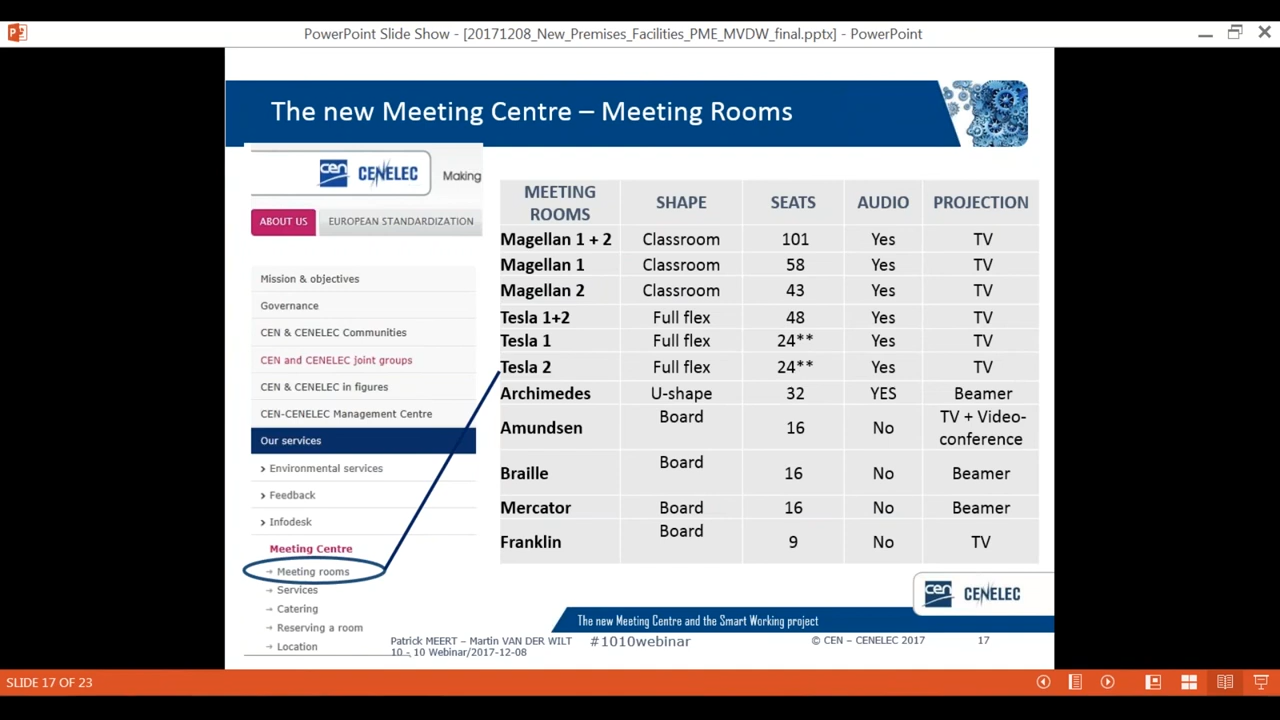 PowerPoint Slide Show - [20171208_New_Premises_Facilities_PME_MVDW_final.pptx] - PowerPoint
The new Meeting Centre – Meeting Rooms
cen CENELEC Making
ABOUT US EUROPEAN STANDARDIZATION
Mission & objectives
Governance
CEN & CENELEC Communities
CEN and CENELEC joint groups
CEN & CENELEC in figures
CEN-CENELEC Management Centre
Our services
Environmental services
Feedback
Infodesk
Meeting Centre
→ Meeting rooms
→ Services
→ Catering
→ Reserving a room
→ Location
MEETING ROOMS SHAPE SEATS AUDIO PROJECTION
Magellan 1 + 2 Classroom 101 Yes TV
Magellan 1 Classroom 58 Yes TV
Magellan 2 Classroom 43 Yes TV
Tesla 1+2 Full flex 48 Yes TV
Tesla 1 Full flex 24** Yes TV
Tesla 2 Full flex 24** Yes TV
Archimedes U-shape 32 YES Beamer
Amundsen Board 16 No TV + Video-conference
Braille Board 16 No Beamer
Mercator Board 16 No Beamer
Franklin Board 9 No TV
cen CENELEC
The new Meeting Centre and the Smart Working project
Patrick MEERT – Martin VAN DER WILT #1010webinar © CEN – CENELEC 2017 17
10 - 10 Webinar/2017-12-08
SLIDE 17 OF 23